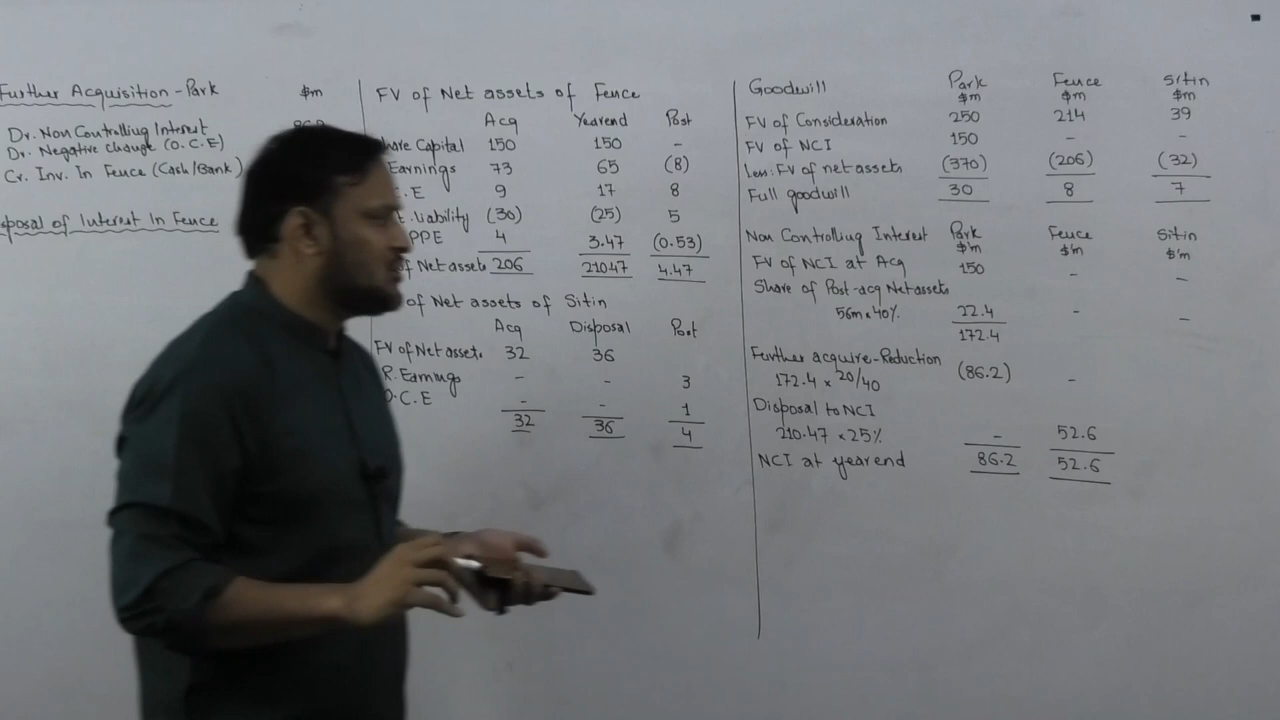 Further Acquisition - Park $m
Dr. Non Controlling Interest
Dr. Negative change (O.C.E)
Cr. Inv. In Fence (Cash/Bank)
sposal of Interest In Fence
FV of Net assets of Fence
Acq Yearend Post
hare Capital 150 150 -
Earnings 73 65 (8)
.E 9 17 8
.liability (30) (25) 5
PPE 4 3.47 (0.53)
of Net assets 206 210.47 4.47
of Net assets of Sitin
Acq Disposal Post
FV of Net assets 32 36
R. Earnings - - 3
O.C.E - - 1
32 36 4
Goodwill Park Fence Sitin
$m $m $m
FV of Consideration 250 214 39
FV of NCI 150 - -
Less: FV of net assets (370) (206) (32)
Full goodwill 30 8 7
Non Controlling Interest Park Fence Sitin
$'m $'m $'m
FV of NCI at Acq 150 - -
Share of Post-acq Net assets
56m x 40% 22.4 - -
172.4
Further acquire-Reduction (86.2) -
172.4 x 20/40
Disposal to NCI
210.47 x 25% - 52.6
NCI at yearend 86.2 52.6